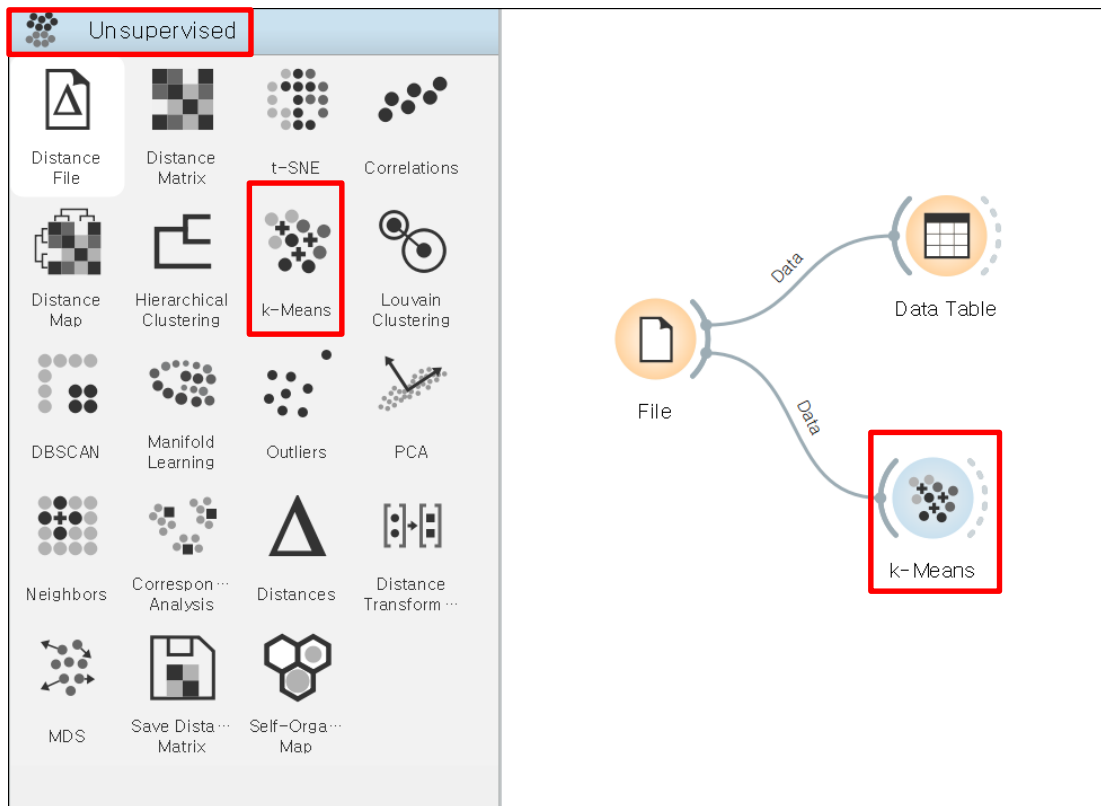 Unsupervised
Distance
File
Distance
Matrix
t-SNE
Correlations
Distance
Map
Hierarchical
Clustering
k-Means
Louvain
Clustering
DBSCAN
Manifold
Learning
Outliers
PCA
Neighbors
Correspon…
Analysis
Distances
Distance
Transform…
MDS
Save Dista…
Matrix
Self-Orga…
Map
Data
Data Table
File
Data
k-Means